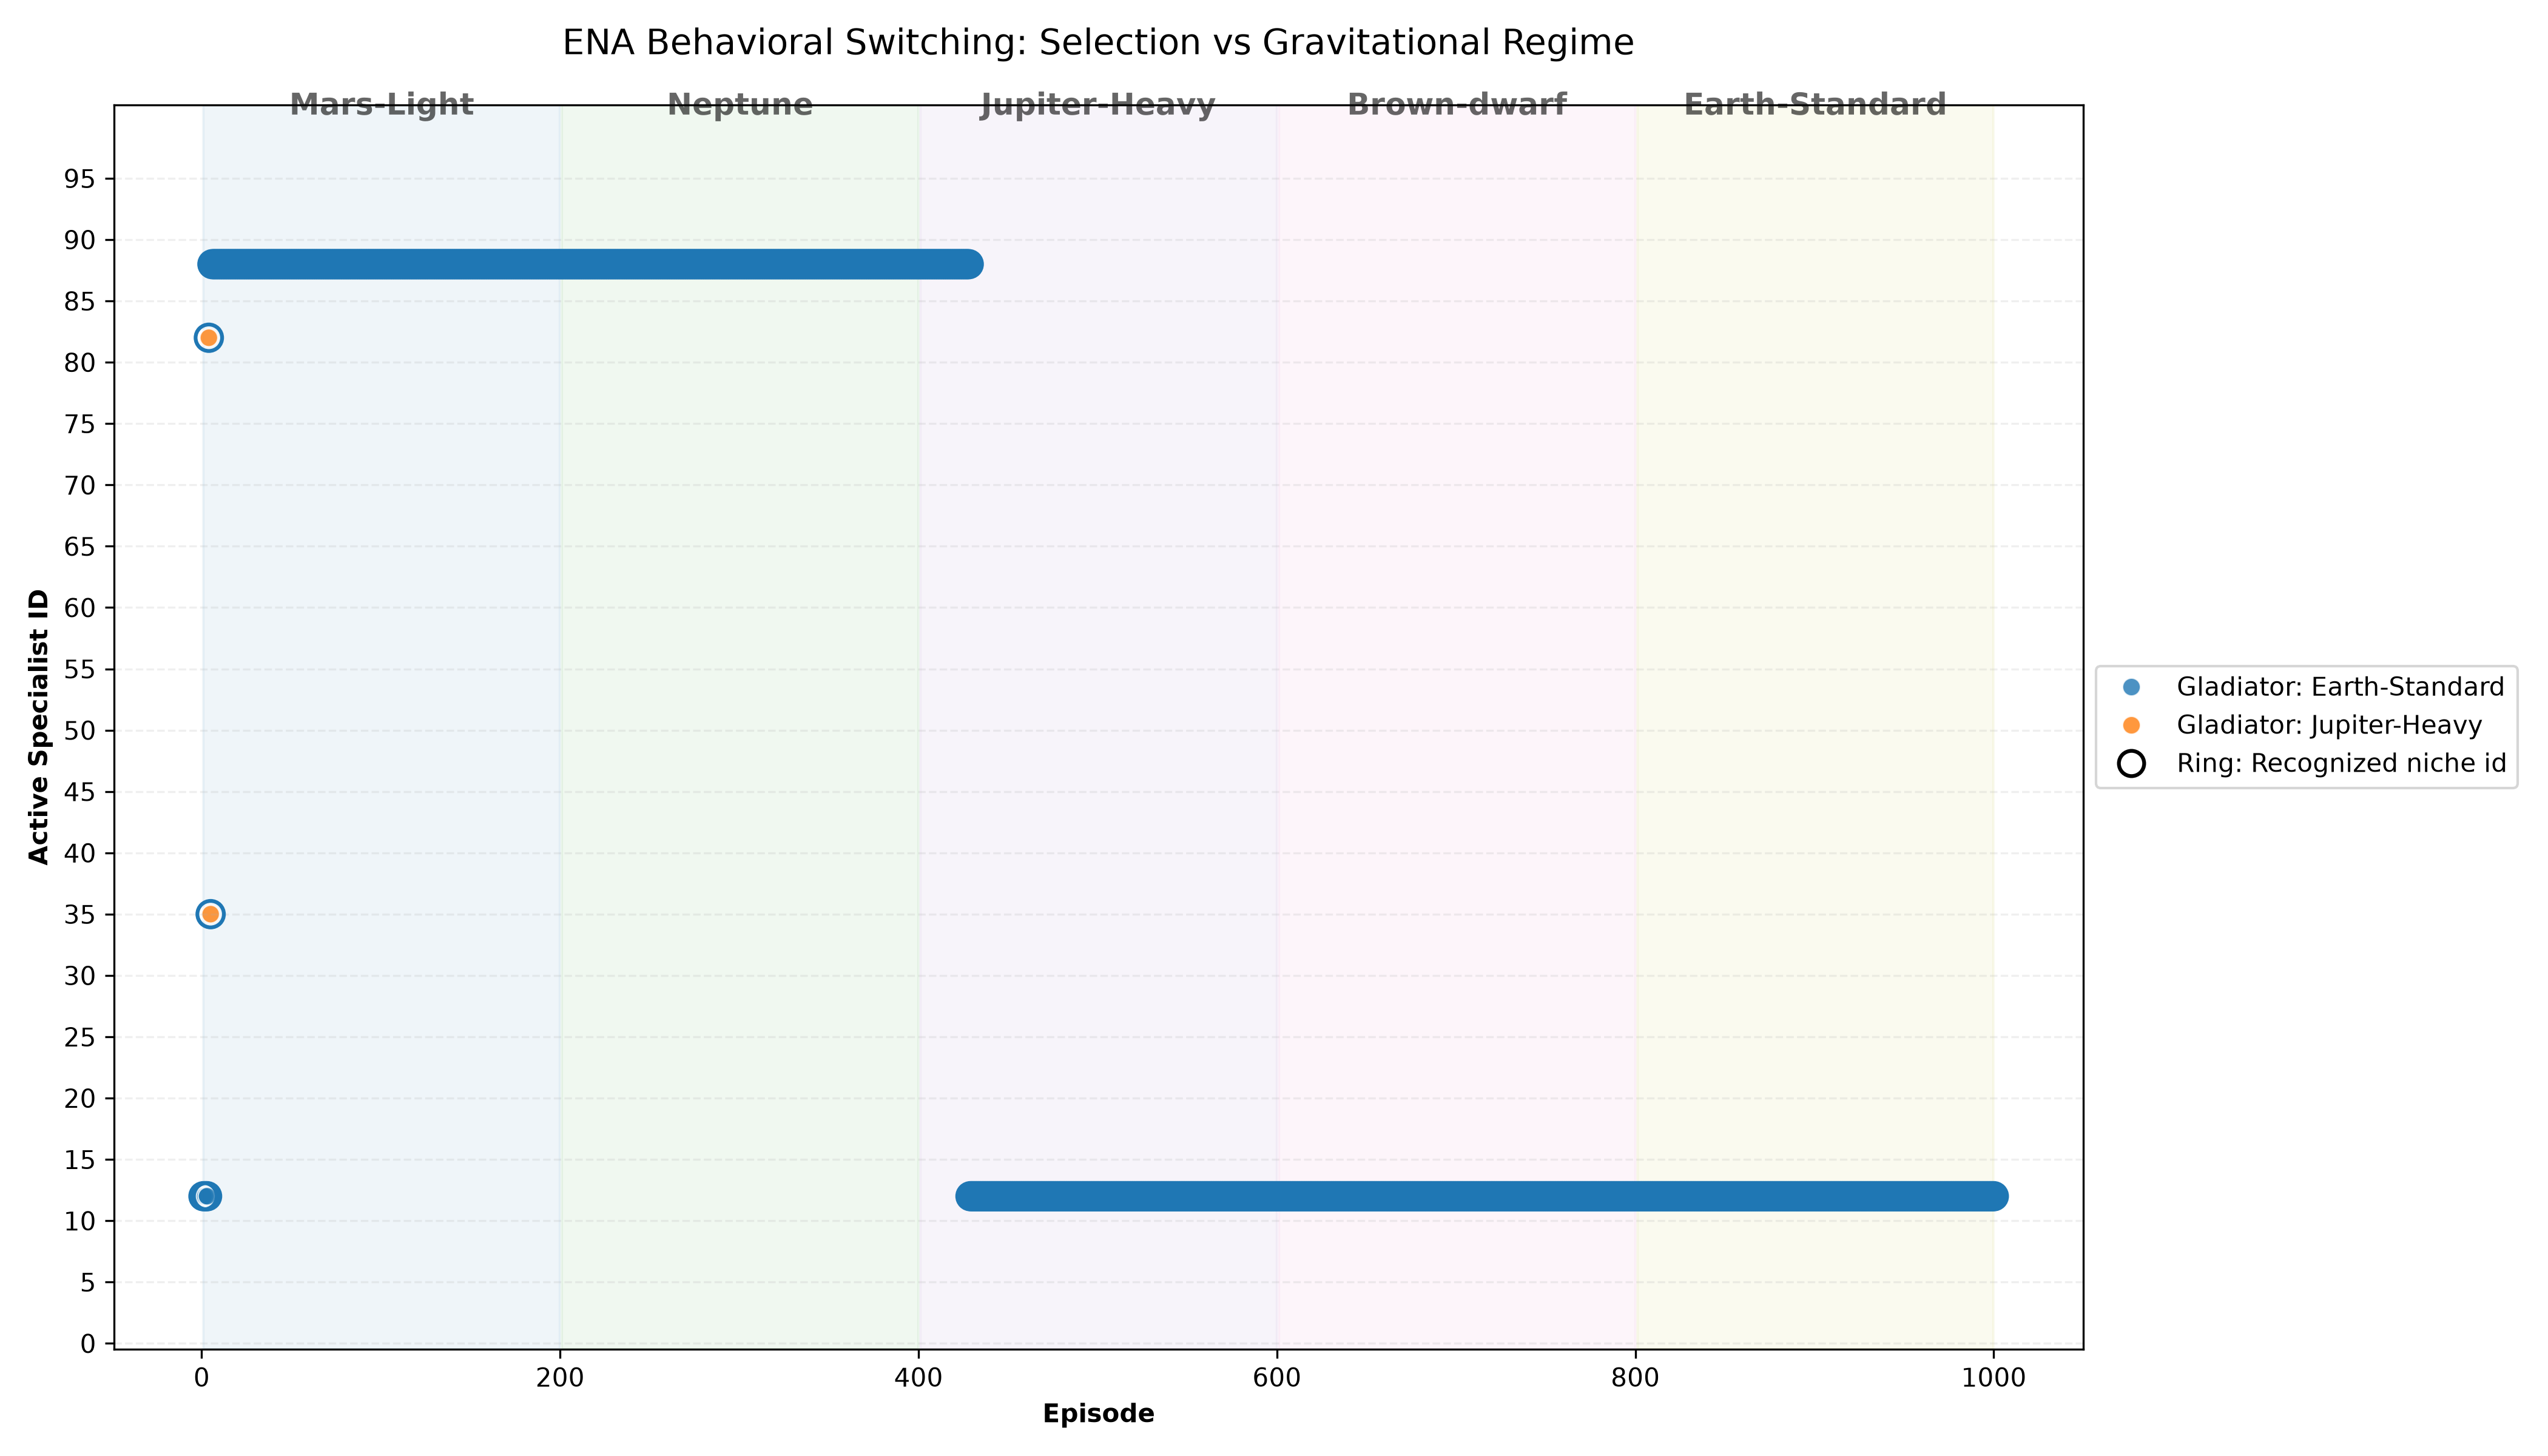 ENA Behavioral Switching: Selection vs Gravitational Regime
Mars-Light
Neptune
Jupiter-Heavy
Brown-dwarf
Earth-Standard
95
90
85
80
75
70
65
60
55
50
45
40
35
30
25
20
15
10
5
0
Active Specialist ID
0
200
400
600
800
1000
Episode
Gladiator: Earth-Standard
Gladiator: Jupiter-Heavy
Ring: Recognized niche id